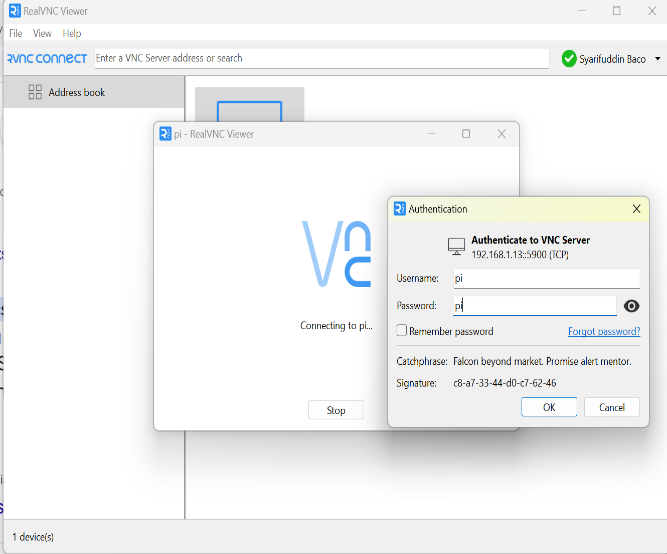 RealVNC Viewer
File View Help
RVNC CONNECT
Enter a VNC Server address or search
Syarifuddin Baco
Address book
pi - RealVNC Viewer
VNC
Connecting to pi...
Stop
Authentication
Authenticate to VNC Server
192.168.1.13::5900 (TCP)
Username: pi
Password: pi
Remember password Forgot password?
Catchphrase: Falcon beyond market. Promise alert mentor.
Signature: c8-a7-33-44-d0-c7-62-46
OK Cancel
1 device(s)